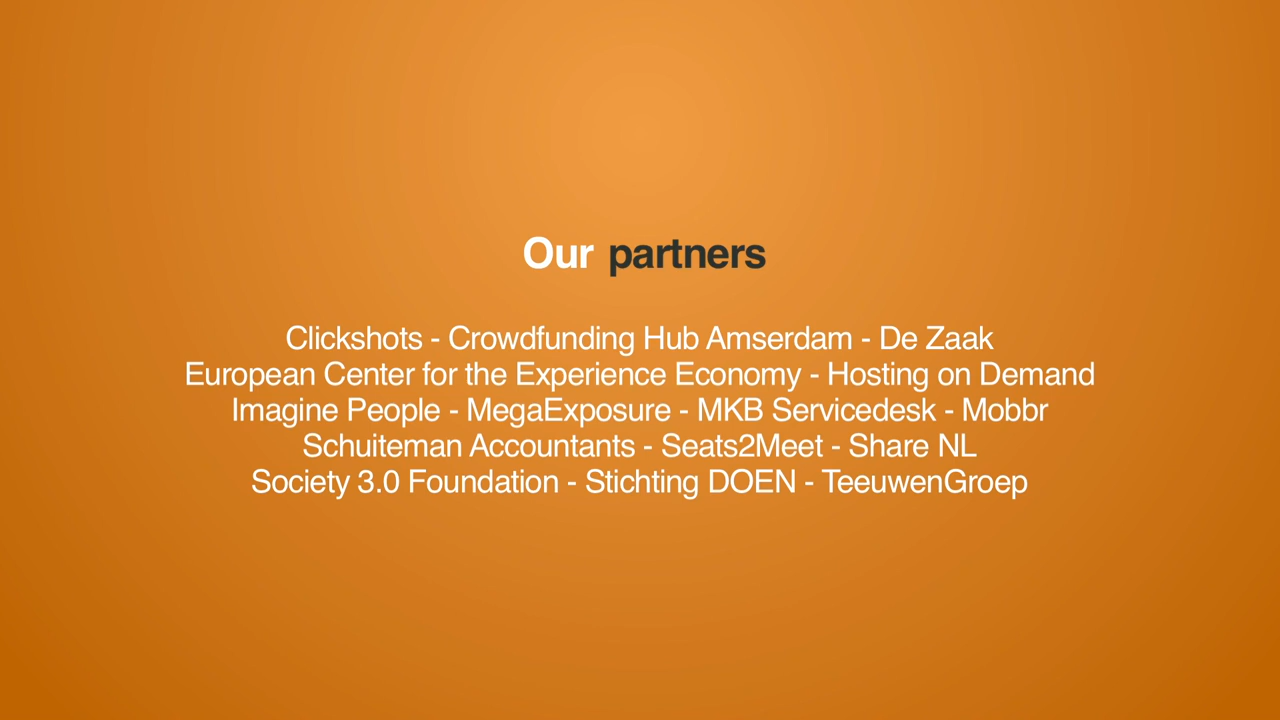 Our partners
Clickshots - Crowdfunding Hub Amserdam - De Zaak
European Center for the Experience Economy - Hosting on Demand
Imagine People - MegaExposure - MKB Servicedesk - Mobbr
Schuiteman Accountants - Seats2Meet - Share NL
Society 3.0 Foundation - Stichting DOEN - TeeuwenGroep